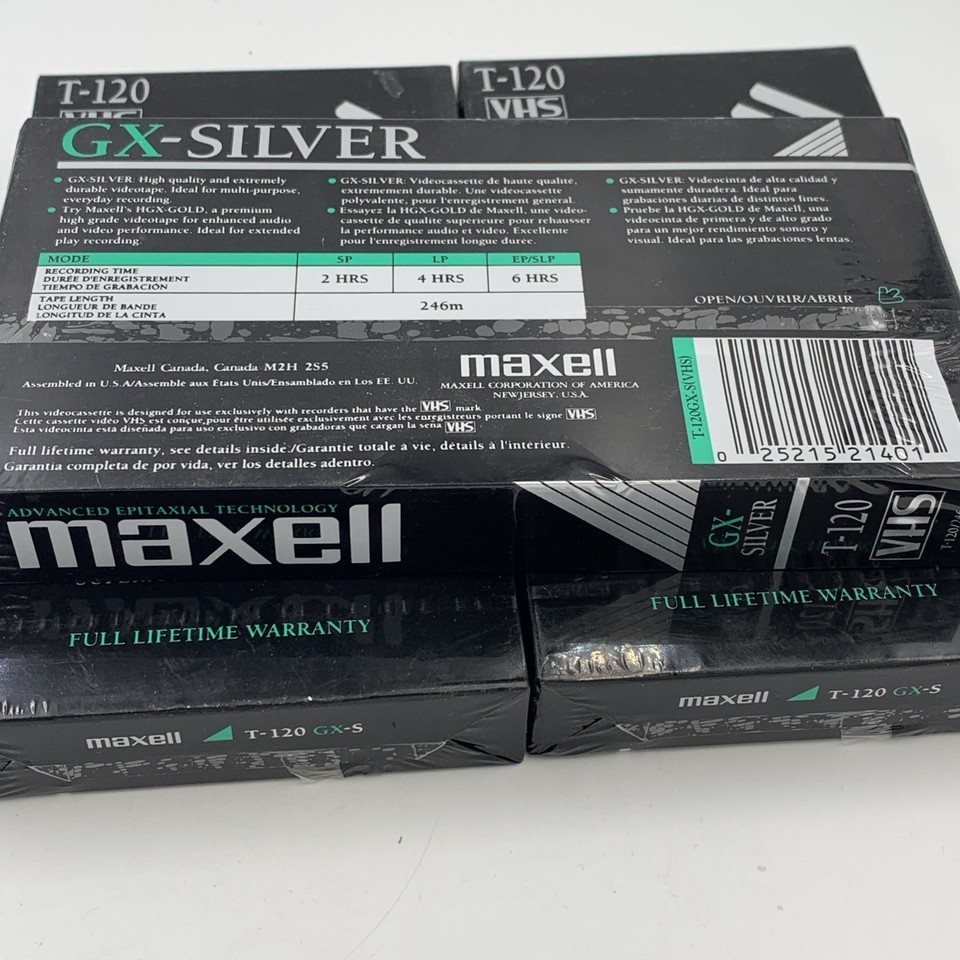 T-120
VHS
T-120
VHS
GX-SILVER
• GX-SILVER: High quality and extremely
durable videotape. Ideal for multi-purpose,
everyday recording.
• Try Maxell's HGX-GOLD, a premium
high grade videotape for enhanced audio
and video performance. Ideal for extended
play recording.
• GX-SILVER: Videocassette de haute qualité,
extremement durable. Une vidéocassette
polyvalente, pour l'enregistrement général.
• Essayez la HGX-GOLD de Maxell, une video-
cassette de qualité supérieure pour rehausser
la performance audio et video. Excellente
pour l'enregistrement longue durée.
• GX-SILVER: Videocinta de alta calidad y
sumamente duradera. Ideal para
grabaciones diarias de distintos fines.
• Pruebe la HGX-GOLD de Maxell, una
videocinta de primera y de alto grado
para un mejor rendimiento sonoro y
visual. Ideal para las grabaciones lentas.
MODE SP LP EP/SLP
RECORDING TIME
DURÉE D'ENREGISTREMENT
TIEMPO DE GRABACIÓN
2 HRS 4 HRS 6 HRS
TAPE LENGTH
LONGUEUR DE BANDE
LONGITUD DE LA CINTA
246m
OPEN/OUVRIR/ABRIR
Maxell Canada, Canada M2H 2S5
Assembled in U.S.A/Assemblé aux États Unis/Ensamblado en Los EE. UU.
maxell
MAXELL CORPORATION OF AMERICA
NEW JERSEY, U.S.A.
This videocassette is designed for use exclusively with recorders that have the VHS mark.
Cette cassette vidéo VHS est conçue pour être utilisée exclusivement avec les enregistreurs portant le signe VHS
Esta videocinta está diseñada para uso exclusivo con grabadoras que cargan la seña VHS
Full lifetime warranty, see details inside./Garantie totale à vie, détails à l'intérieur.
Garantia completa de por vida, ver los detalles adentro.
T-120GX-S(VHS)
0 25215 21401
ADVANCED EPITAXIAL TECHNOLOGY
maxell
GX-
SILVER
T-120
VHS
FULL LIFETIME WARRANTY
FULL LIFETIME WARRANTY
maxell T-120 GX-S
maxell T-120 GX-S